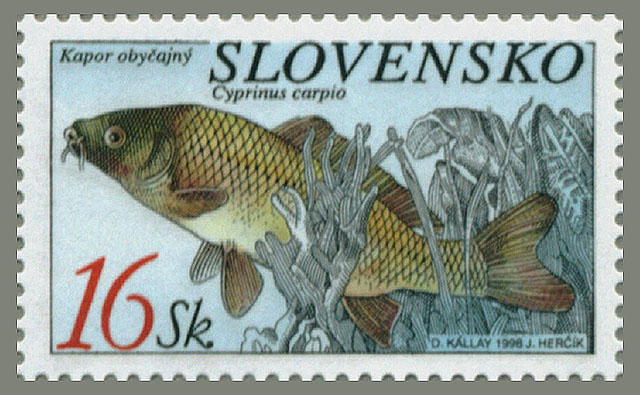 Kapor obyčajný
SLOVENSKO
Cyprinus carpio
16 Sk
D. KÁLLAY 1998 J. HERČÍK